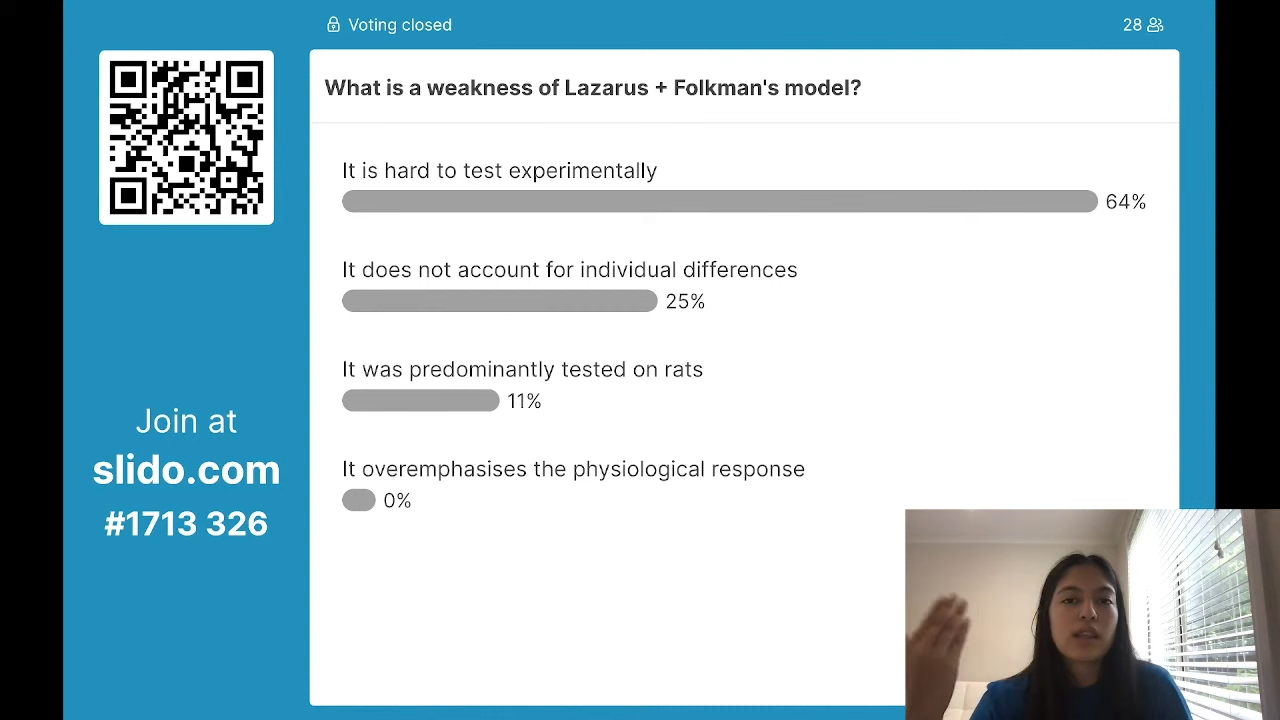 Voting closed
28
What is a weakness of Lazarus + Folkman's model?
It is hard to test experimentally
64%
It does not account for individual differences
25%
It was predominantly tested on rats
11%
It overemphasises the physiological response
0%
Join at
slido.com
#1713 326